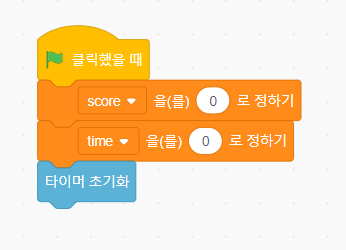 클릭했을 때
score 을(를) 0 로 정하기
time 을(를) 0 로 정하기
타이머 초기화